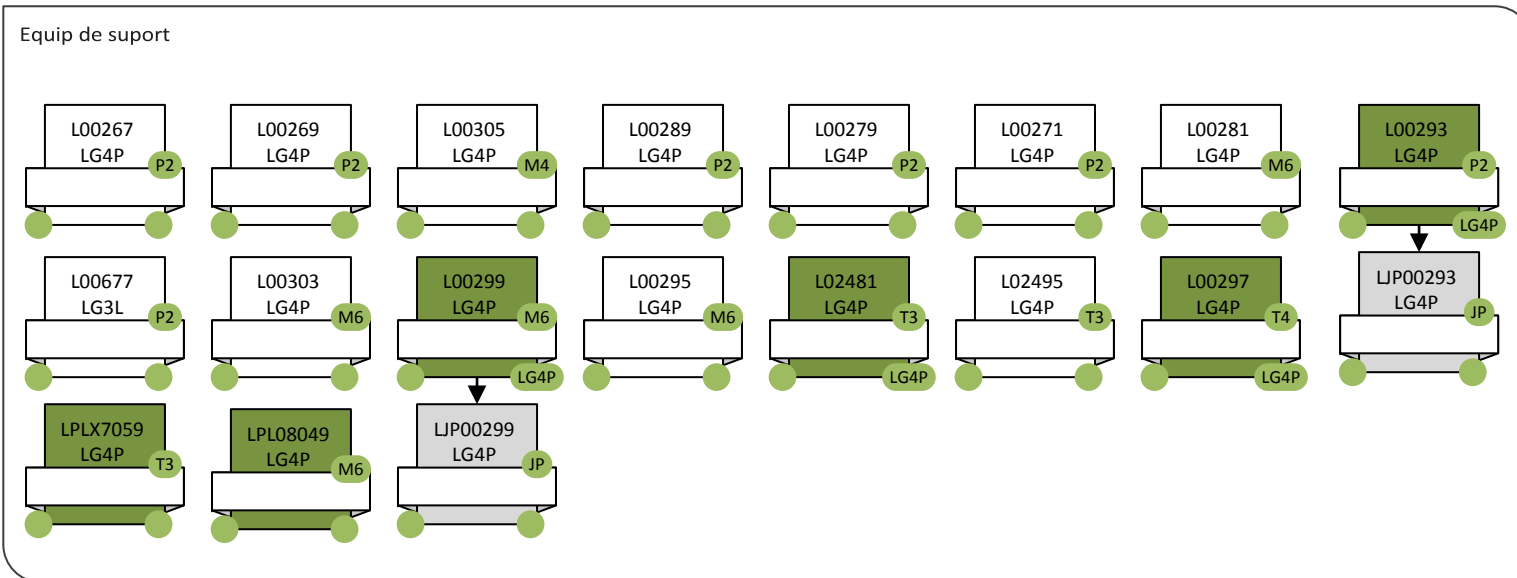 Equip de suport
L00267
LG4P
P2
L00269
LG4P
P2
L00305
LG4P
M4
L00289
LG4P
P2
L00279
LG4P
P2
L00271
LG4P
P2
L00281
LG4P
M6
L00293
LG4P
P2
LG4P
L00677
LG3L
P2
L00303
LG4P
M6
L00299
LG4P
M6
LG4P
L00295
LG4P
M6
L02481
LG4P
T3
LG4P
L02495
LG4P
T3
L00297
LG4P
T4
LG4P
LJP00293
LG4P
JP
LPLX7059
LG4P
T3
LPL08049
LG4P
M6
LJP00299
LG4P
JP